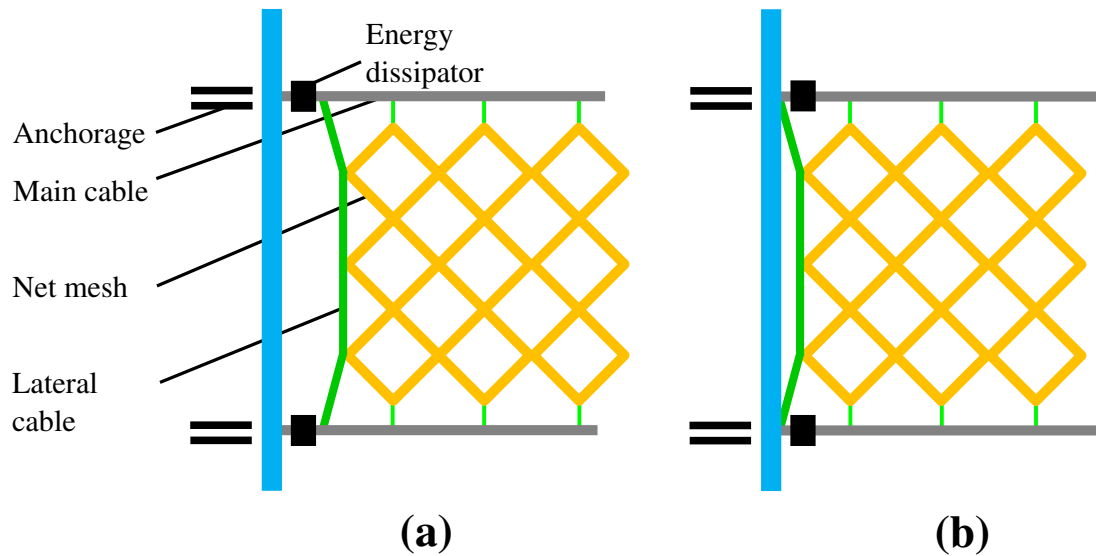 Energy
dissipator
Anchorage
Main cable
Net mesh
Lateral
cable
(a)
(b)